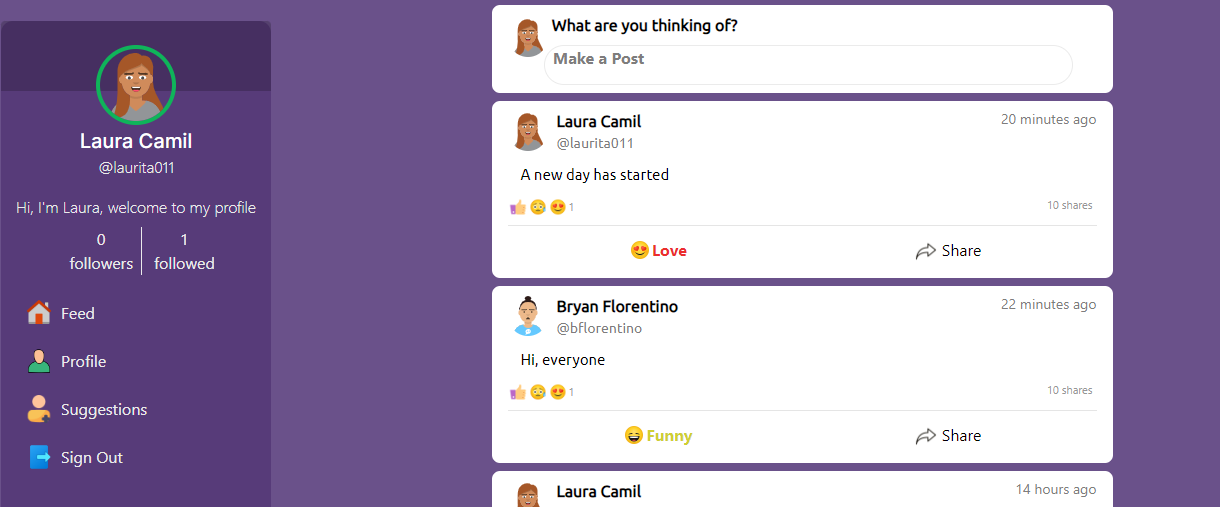 Laura Camil
@laurita011
Hi, I'm Laura, welcome to my profile
0 followers
1 followed
Feed
Profile
Suggestions
Sign Out
What are you thinking of?
Make a Post
Laura Camil
20 minutes ago
@laurita011
A new day has started
1
10 shares
Love
Share
Bryan Florentino
22 minutes ago
@bflorentino
Hi, everyone
1
10 shares
Funny
Share
Laura Camil
14 hours ago